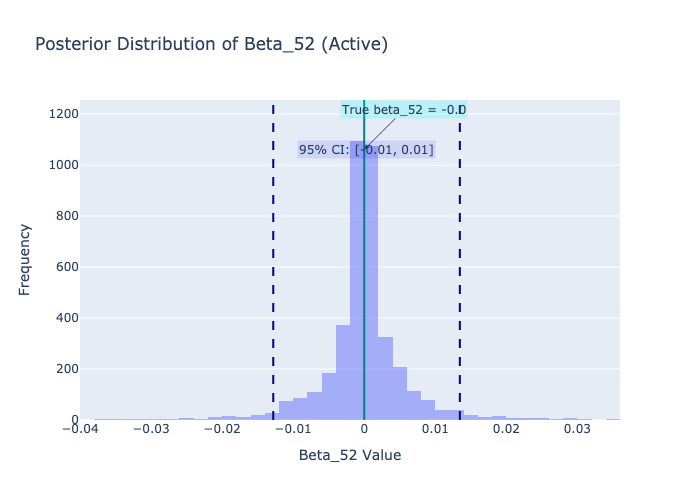 Posterior Distribution of Beta_52 (Active)
True beta_52 = -0.0
95% CI: [-0.01, 0.01]
1200
1000
800
600
400
200
0
Frequency
−0.04 −0.03 −0.02 −0.01 0 0.01 0.02 0.03
Beta_52 Value